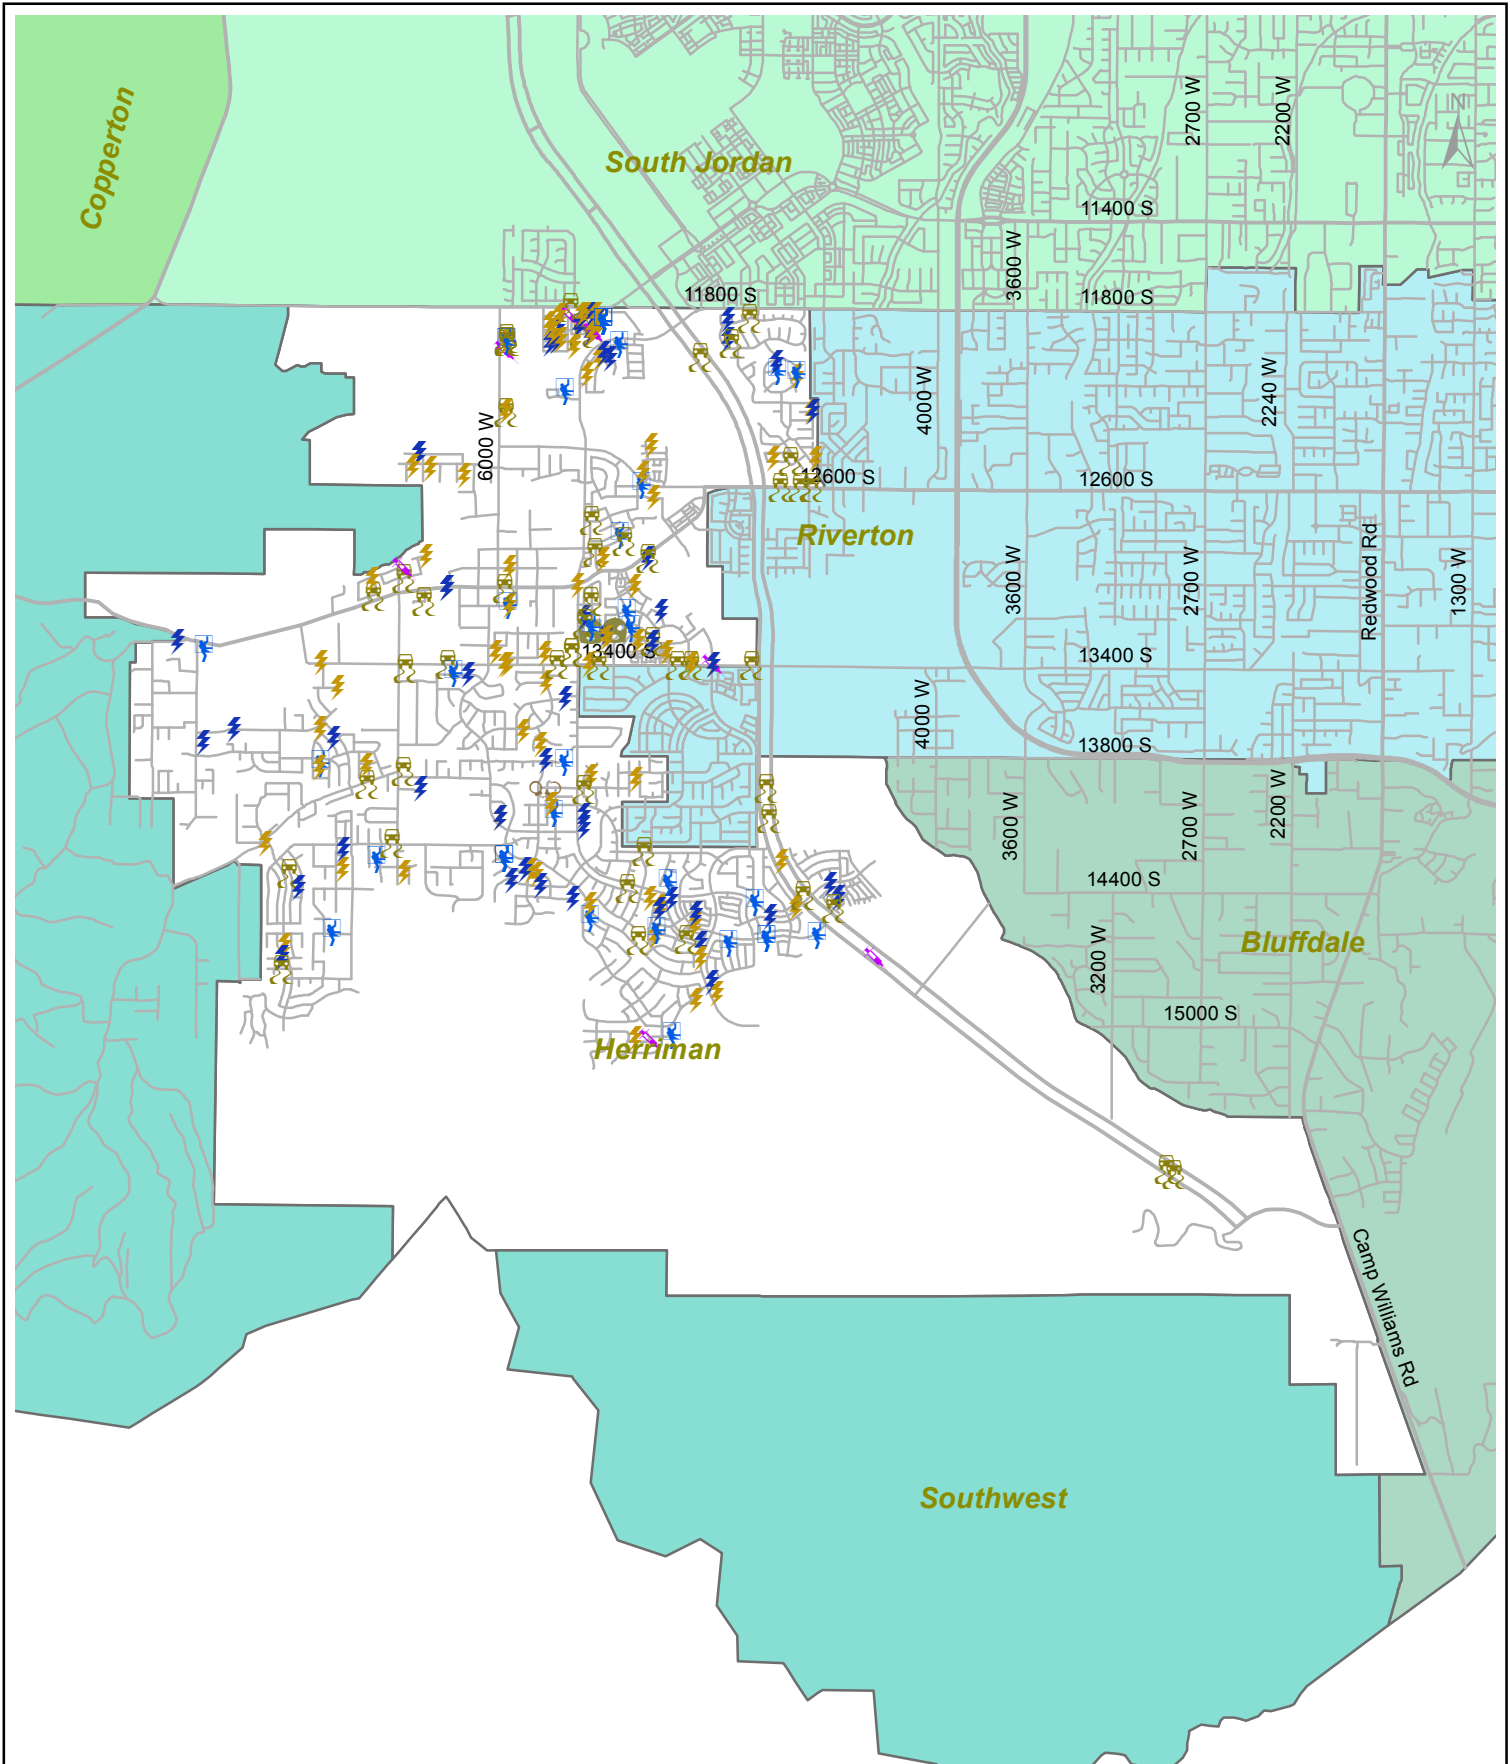 N
Copperton
South Jordan
2700 W
2200 W
11400 S
3600 W
11800 S
11800 S
4000 W
2240 W
6000 W
12600 S
12600 S
Riverton
3600 W
2700 W
Redwood Rd
1300 W
13400 S
13400 S
4000 W
13800 S
3600 W
2700 W
2200 W
14400 S
3200 W
Bluffdale
15000 S
Herriman
Camp Williams Rd
Southwest